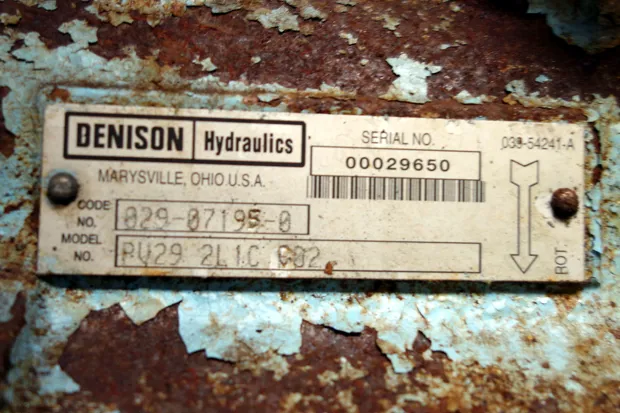 DENISON Hydraulics
MARYSVILLE, OHIO U.S.A.
SERIAL NO.
00029650
033-54241-A
CODE NO.
029-07195-0
MODEL NO.
PV29 2L1C C02
ROT.